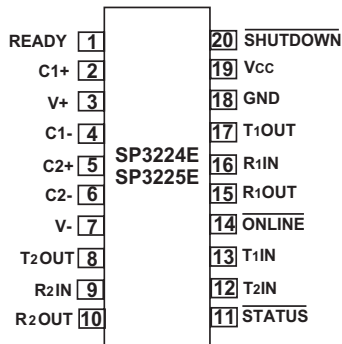 READY 1
C1+ 2
V+ 3
C1- 4
C2+ 5
C2- 6
V- 7
T2OUT 8
R2IN 9
R2OUT 10
SP3224E
SP3225E
20 SHUTDOWN
19 VCC
18 GND
17 T1OUT
16 R1IN
15 R1OUT
14 ONLINE
13 T1IN
12 T2IN
11 STATUS